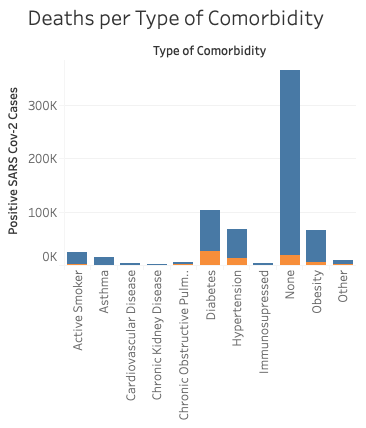 Deaths per Type of Comorbidity
Type of Comorbidity
Positive SARS Cov-2 Cases
300K
200K
100K
0K
Active Smoker
Asthma
Cardiovascular Disease
Chronic Kidney Disease
Chronic Obstructive Pulm..
Diabetes
Hypertension
Immunosupressed
None
Obesity
Other